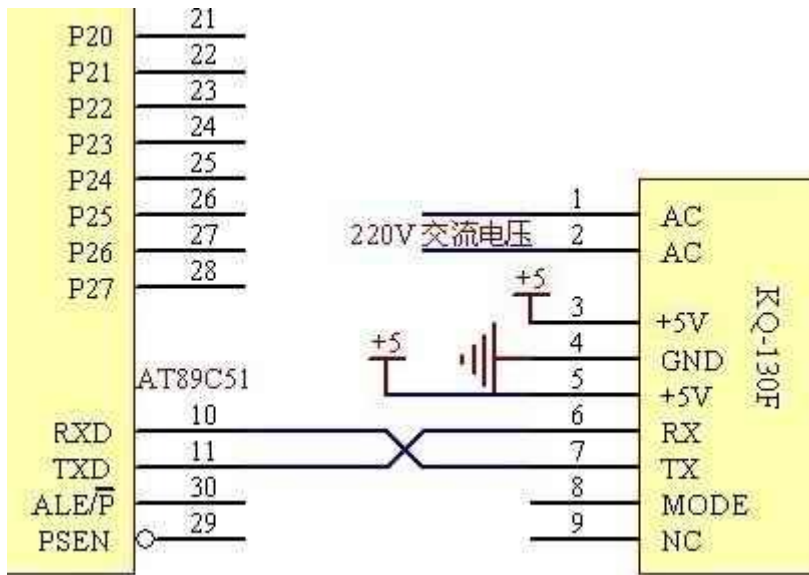 P20 21
P21 22
P22 23
P23 24
P24 25
P25 26
P26 27
P27 28
AT89C51
RXD 10
TXD 11
ALE/P 30
PSEN 29
220V 交流电压
+5
+5
1 AC
2 AC
3 +5V
4 GND
5 +5V
6 RX
7 TX
8 MODE
9 NC
KQ-130F